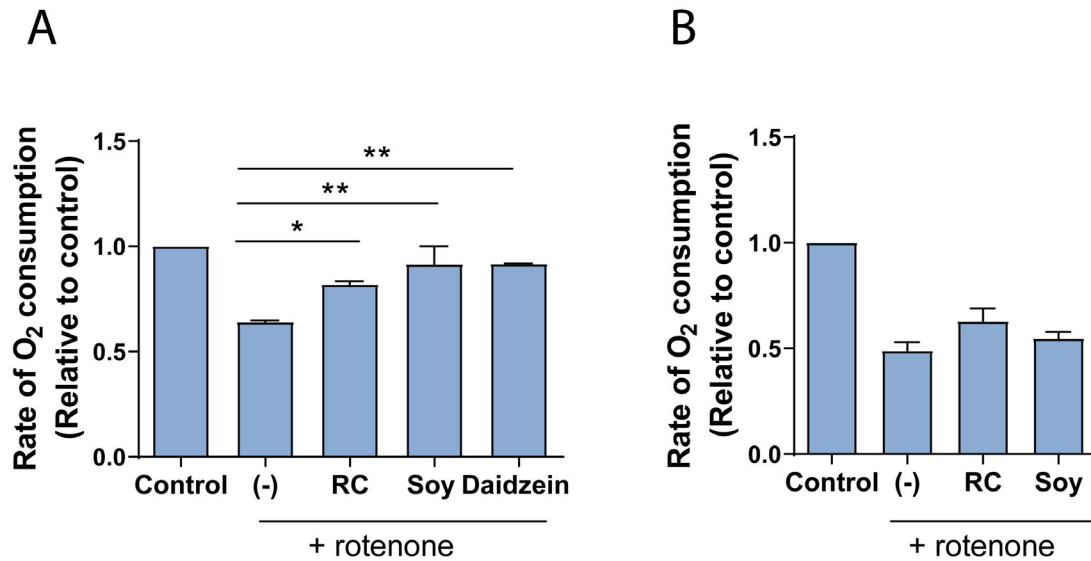 A
Rate of O2 consumption
(Relative to control)
1.5
1.0
0.5
0.0
**
**
*
Control (-) RC Soy Daidzein
+ rotenone
B
Rate of O2 consumption
(Relative to control)
1.5
1.0
0.5
0.0
Control (-) RC Soy
+ rotenone